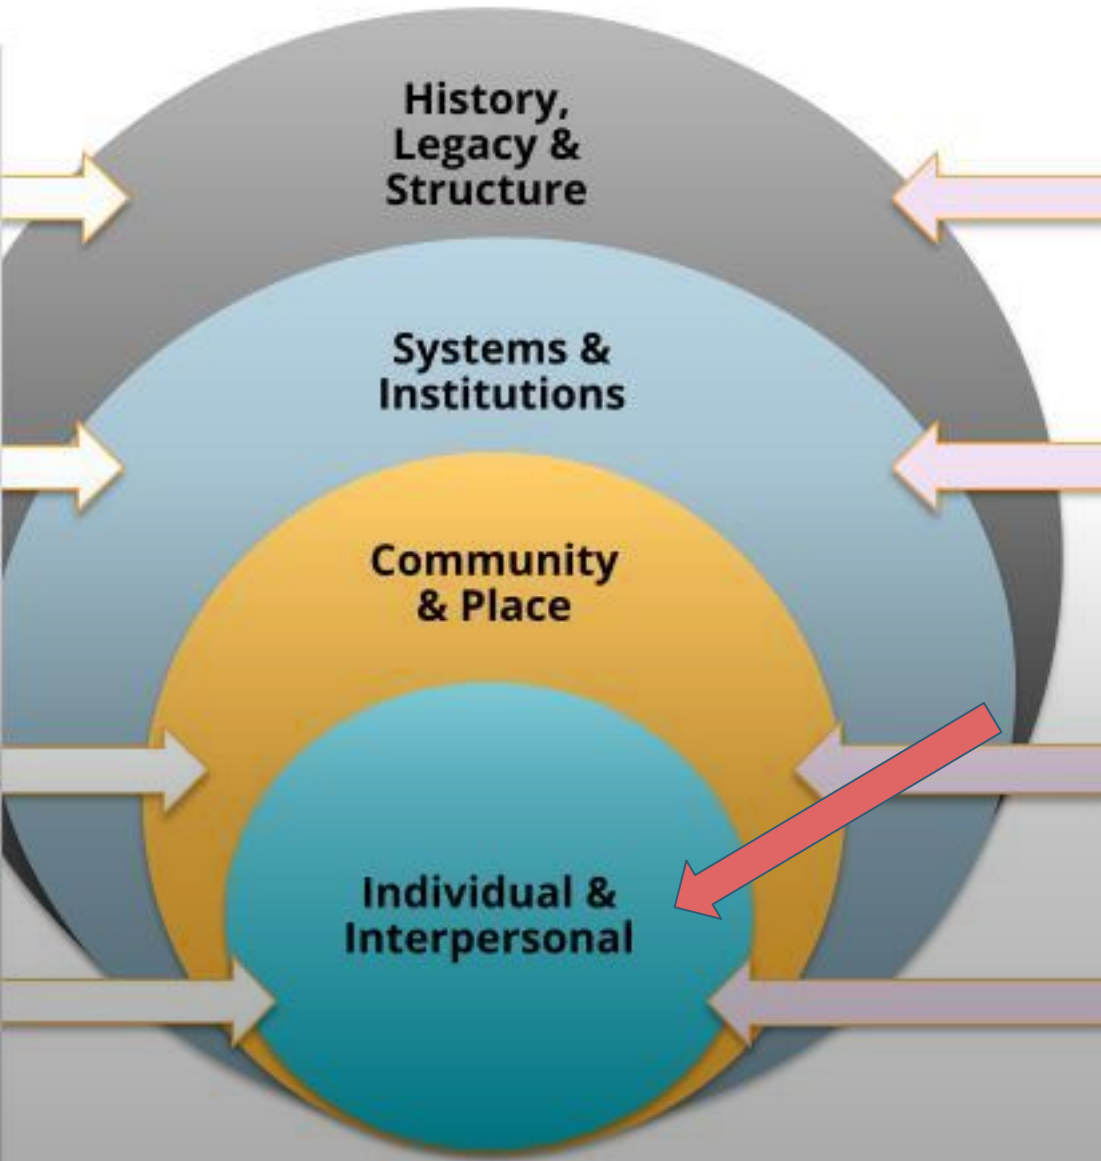 History,
Legacy &
Structure
Systems &
Institutions
Community
& Place
Individual &
Interpersonal